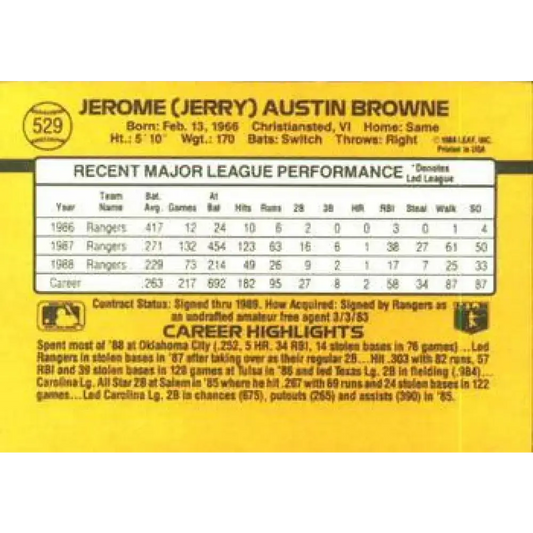 529
JEROME (JERRY) AUSTIN BROWNE
Born: Feb. 13, 1966 Christiansted, VI Home: Same
Ht.: 5'10" Wgt.: 170 Bats: Switch Throws: Right
© 1988 LEAF, INC.
Printed in USA
RECENT MAJOR LEAGUE PERFORMANCE *Denotes Led League
Year Team Name Bat. Avg. Games At Bat Hits Runs 2B 3B HR RBI Steal Walk SO
1986 Rangers .417 12 24 10 6 2 0 0 3 0 1 4
1987 Rangers .271 132 454 123 63 16 6 1 38 27 61 50
1988 Rangers .229 73 214 49 26 9 2 1 17 7 25 33
Career .263 217 692 182 95 27 8 2 58 34 87 87
Contract Status: Signed thru 1989. How Acquired: Signed by Rangers as
an undrafted amateur free agent 3/3/83
CAREER HIGHLIGHTS
Spent most of '88 at Oklahoma City (.252, 5 HR, 34 RBI, 14 stolen bases in 76 games)...Led
Rangers in stolen bases in '87 after taking over as their regular 2B...Hit .303 with 82 runs, 57
RBI and 39 stolen bases in 128 games at Tulsa in '86 and led Texas Lg. 2B in fielding (.984)...
Carolina Lg. All Star 2B at Salem in '85 where he hit .267 with 69 runs and 24 stolen bases in 122
games...Led Carolina Lg. 2B in chances (675), putouts (265) and assists (390) in '85.